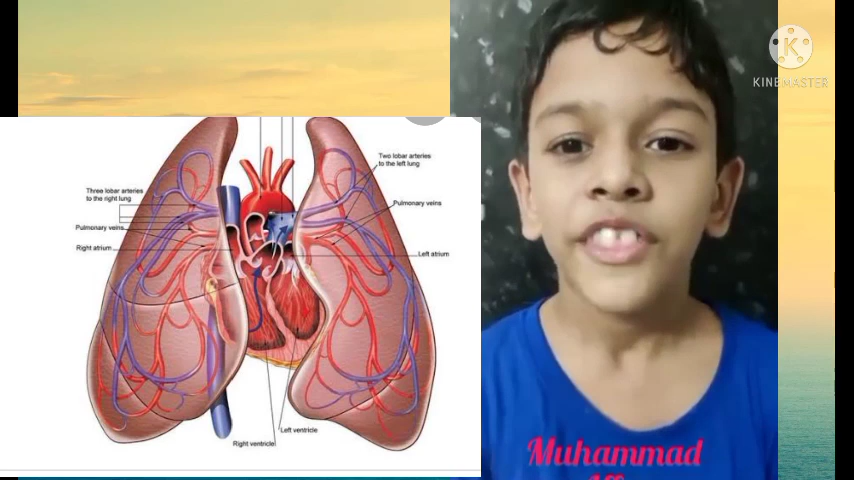 KINEMASTER
Two lobar arteries
to the left lung
Three lobar arteries
to the right lung
Pulmonary veins
Pulmonary veins
Right atrium
Left atrium
Left ventricle
Right ventricle
Muhammad